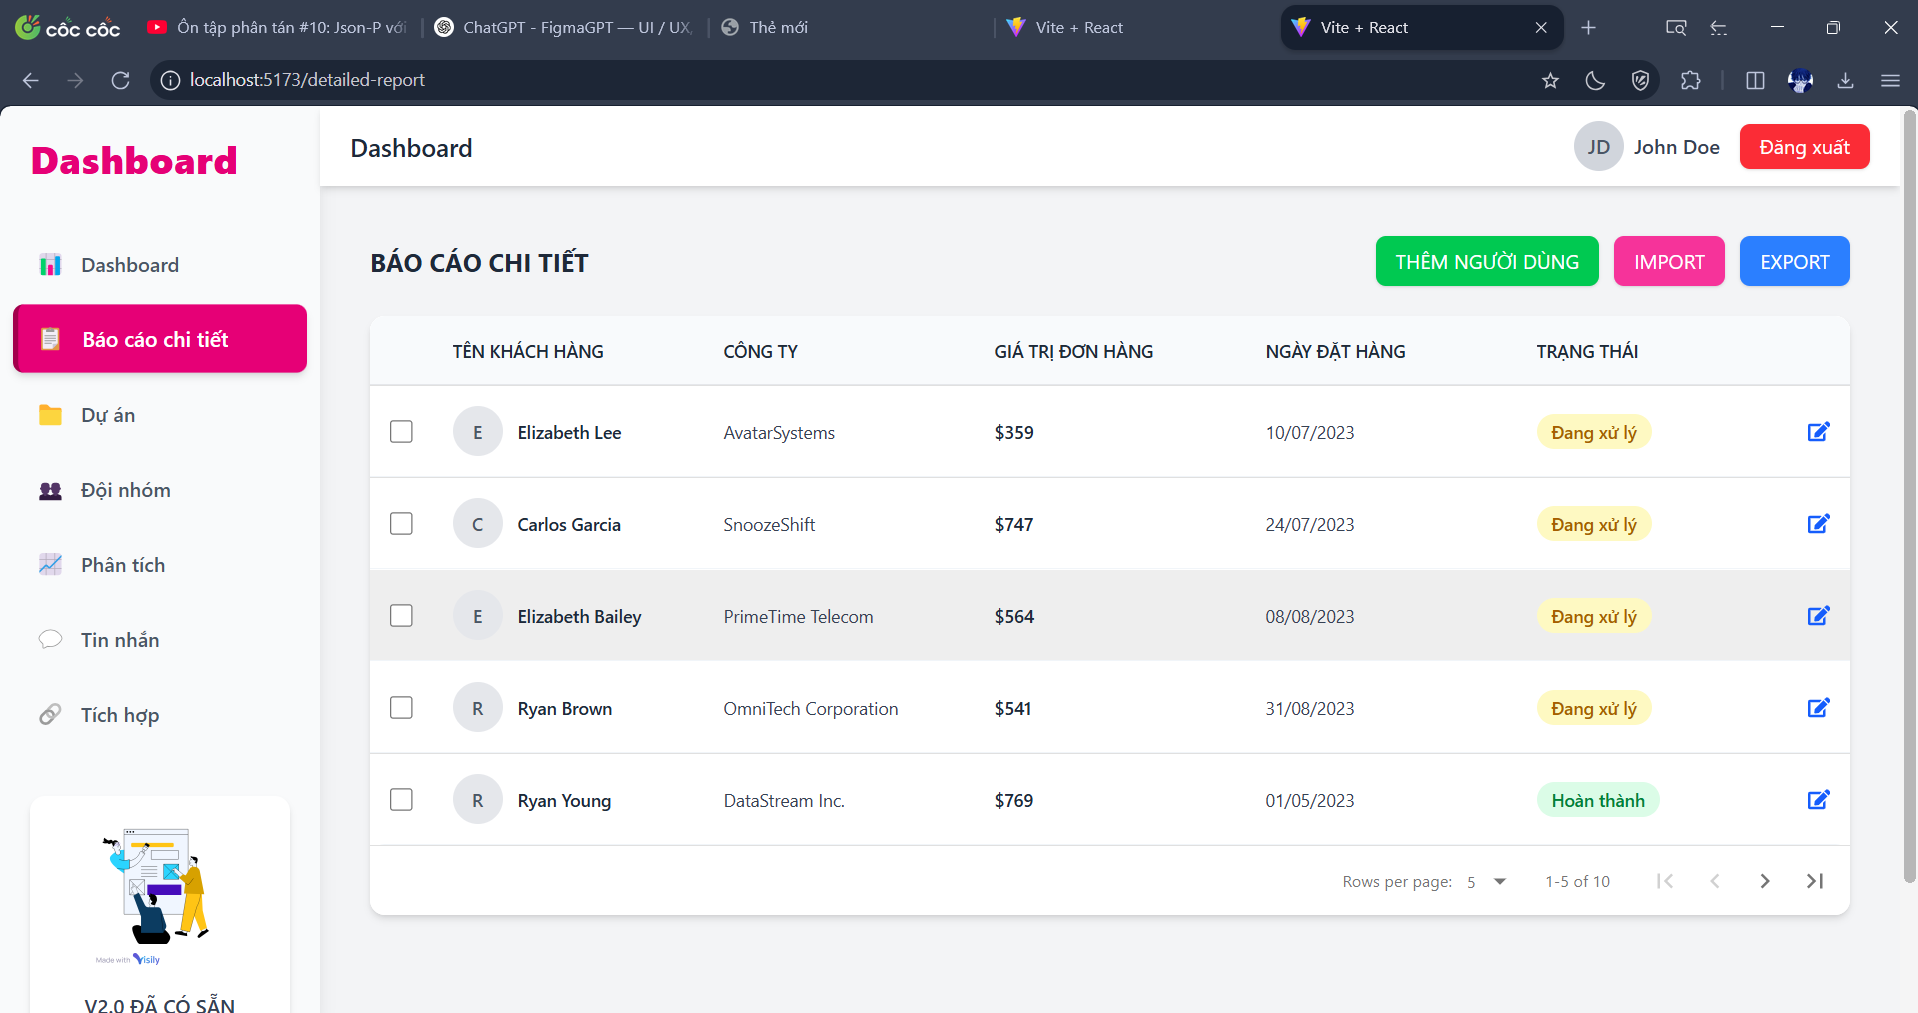 cốc cốc
Ôn tập phân tán #10: Json-P với
ChatGPT - FigmaGPT — UI / UX,
Thẻ mới
Vite + React
Vite + React
localhost:5173/detailed-report
Dashboard
Dashboard
JD
John Doe
Đăng xuất
Dashboard
Báo cáo chi tiết
Dự án
Đội nhóm
Phân tích
Tin nhắn
Tích hợp
Made with Visily
V2.0 ĐÃ CÓ SẴN
BÁO CÁO CHI TIẾT
THÊM NGƯỜI DÙNG
IMPORT
EXPORT
TÊN KHÁCH HÀNG CÔNG TY GIÁ TRỊ ĐƠN HÀNG NGÀY ĐẶT HÀNG TRẠNG THÁI
E Elizabeth Lee AvatarSystems $359 10/07/2023 Đang xử lý
C Carlos Garcia SnoozeShift $747 24/07/2023 Đang xử lý
E Elizabeth Bailey PrimeTime Telecom $564 08/08/2023 Đang xử lý
R Ryan Brown OmniTech Corporation $541 31/08/2023 Đang xử lý
R Ryan Young DataStream Inc. $769 01/05/2023 Hoàn thành
Rows per page: 5 1-5 of 10